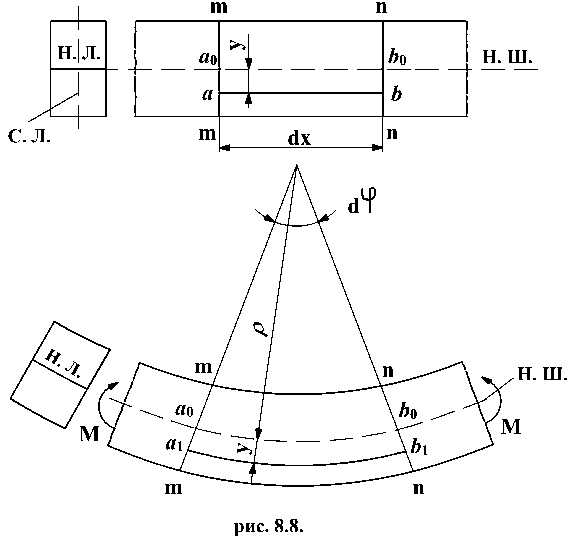 m n
Н. Л. a₀ y b₀ Н. Ш.
a b
С. Л. m n
dx
dφ
ρ
m n
Н. Л. Н. Ш.
a₀ b₀
M a₁ y b₁ M
m n
рис. 8.8.